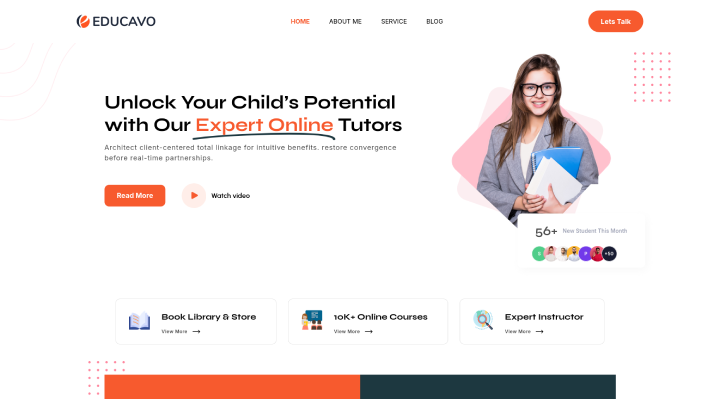 EDUCAVO
HOME ABOUT ME SERVICE BLOG
Lets Talk
Unlock Your Child's Potential
with Our Expert Online Tutors
Architect client-centered total linkage for intuitive benefits. restore convergence
before real-time partnerships.
Read More
Watch video
56+ New Student This Month
S
P
+50
Book Library & Store
View More
10K+ Online Courses
View More
Expert Instructor
View More